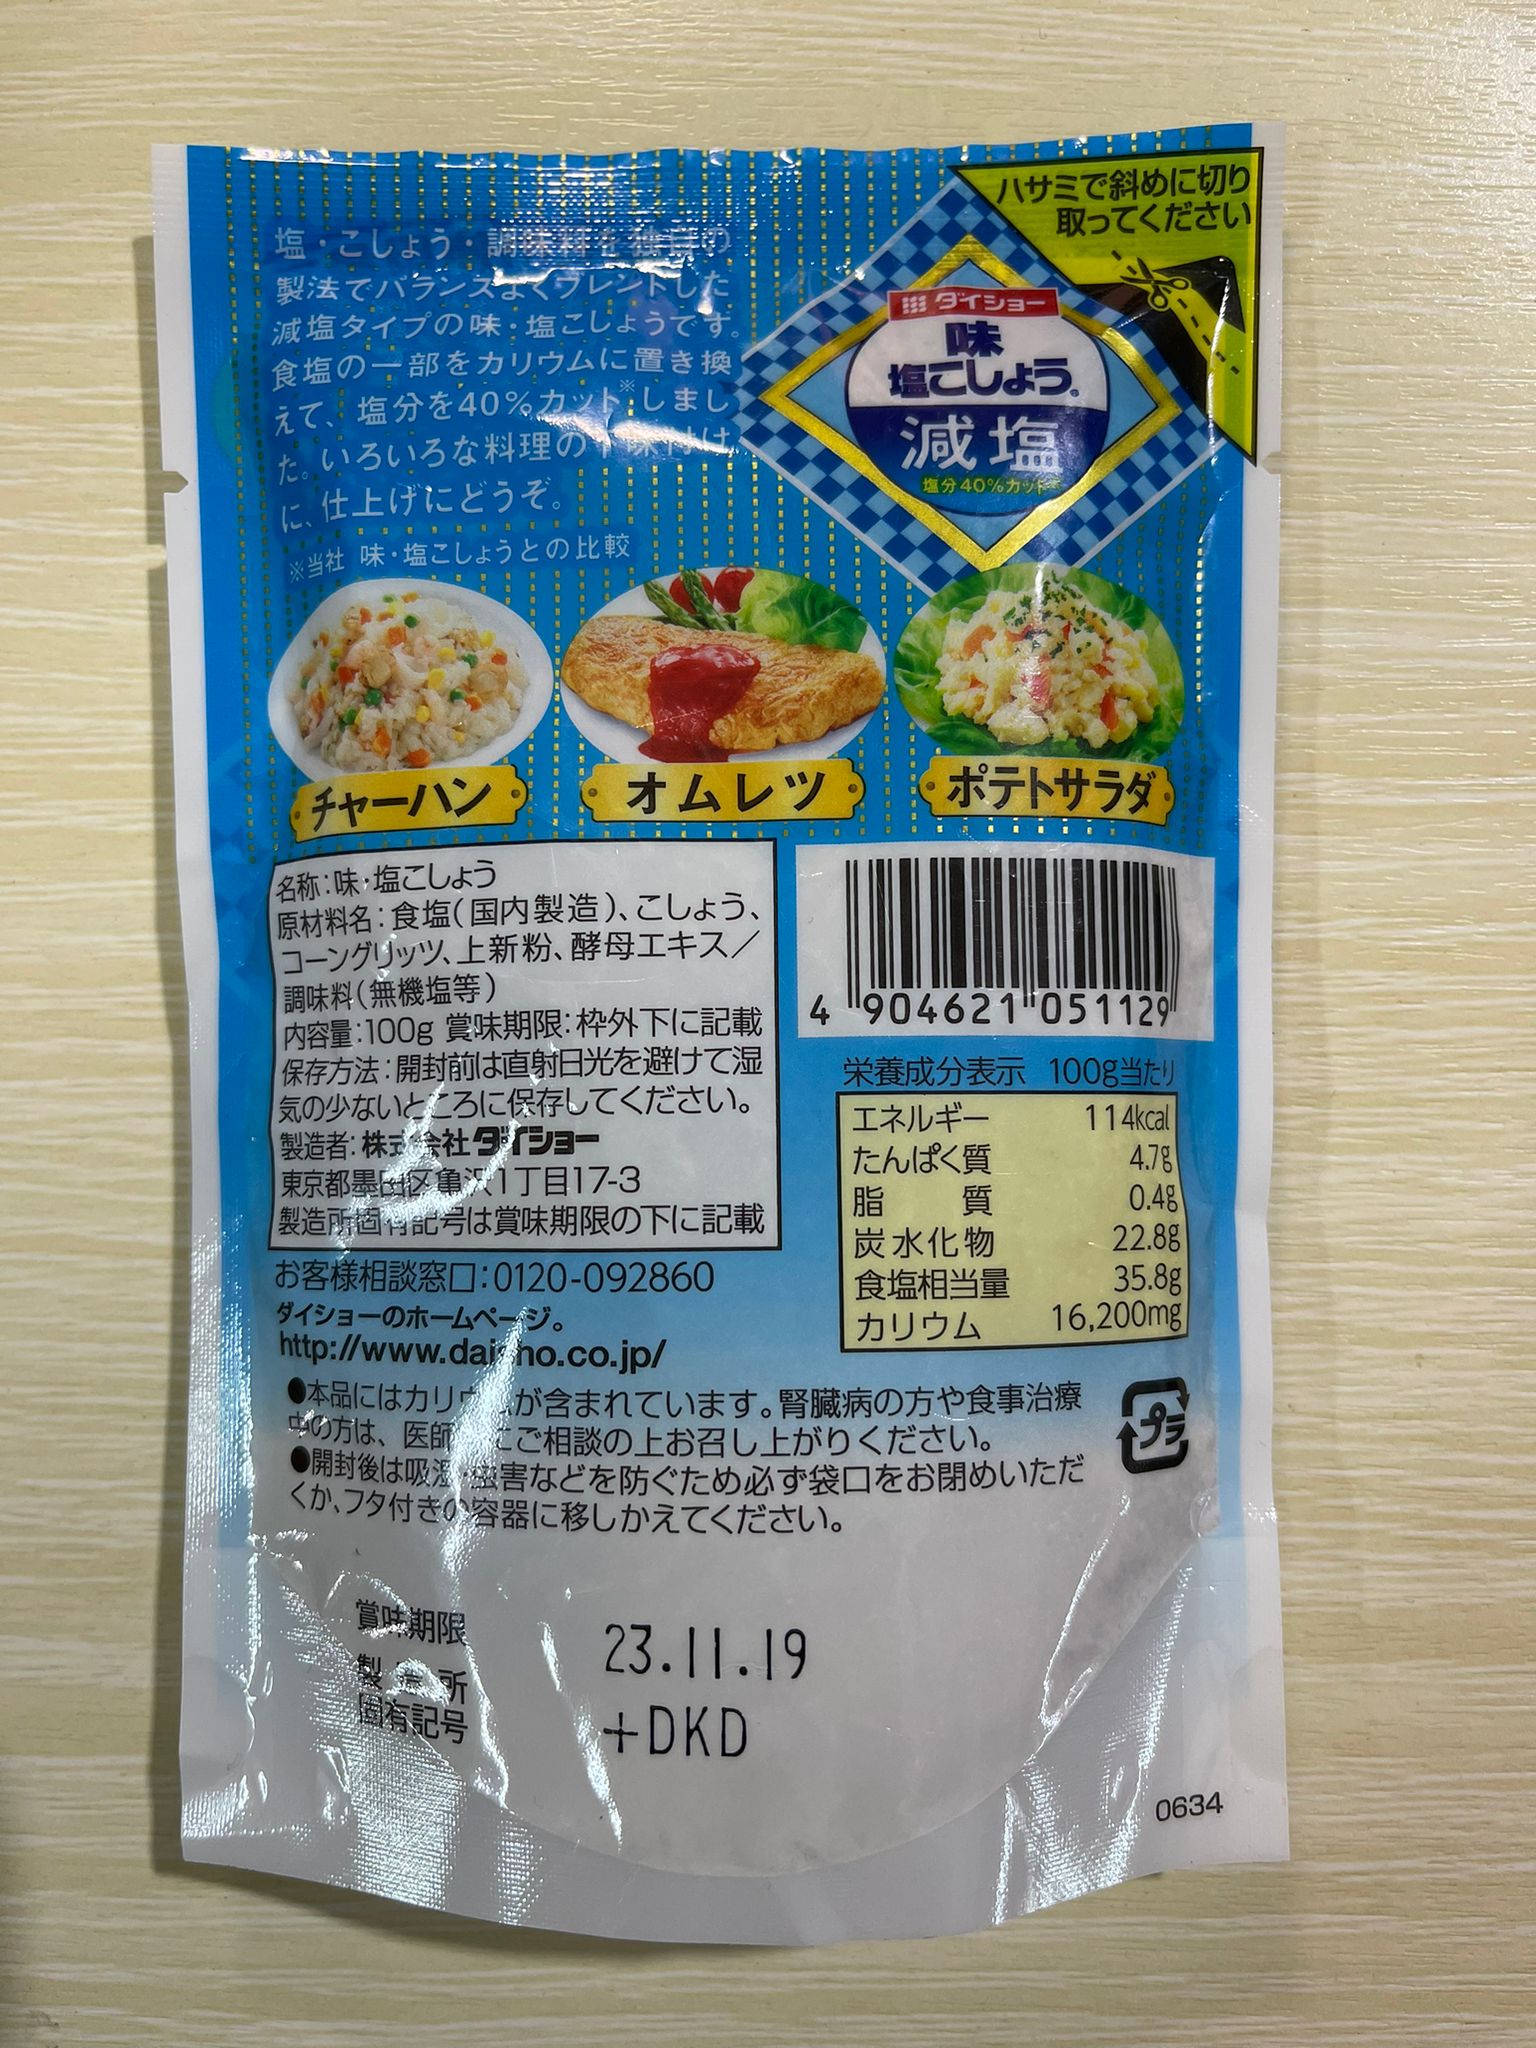 ハサミで斜めに切り
取ってください
塩・こしょう・調味料を独自の
製法でバランスよくブレンドした
減塩タイプの味・塩こしょうです。
食塩の一部をカリウムに置き換
えて、塩分を40%カット※しまし
た。いろいろな料理の下味付け
に、仕上げにどうぞ。
※当社 味・塩こしょうとの比較
ダイショー
味
塩こしょう®
減塩
塩分40%カット※
チャーハン
オムレツ
ポテトサラダ
名称:味・塩こしょう
原材料名:食塩(国内製造)、こしょう、
コーングリッツ、上新粉、酵母エキス/
調味料(無機塩等)
内容量:100g 賞味期限:枠外下に記載
保存方法:開封前は直射日光を避けて湿
気の少ないところに保存してください。
製造者:株式会社ダイショー
東京都墨田区亀沢1丁目17-3
製造所固有記号は賞味期限の下に記載
お客様相談窓口:0120-092860
ダイショーのホームページ。
http://www.daisho.co.jp/
4 904621 051129
栄養成分表示 100g当たり
エネルギー 114kcal
たんぱく質 4.7g
脂質 0.4g
炭水化物 22.8g
食塩相当量 35.8g
カリウム 16,200mg
●本品にはカリウムが含まれています。腎臓病の方や食事治療
中の方は、医師にご相談の上お召し上がりください。
●開封後は吸湿・虫害などを防ぐため必ず袋口をお閉めいただ
くか、フタ付きの容器に移しかえてください。
プラ
賞味期限 23.11.19
製造所
固有記号 +DKD
0634